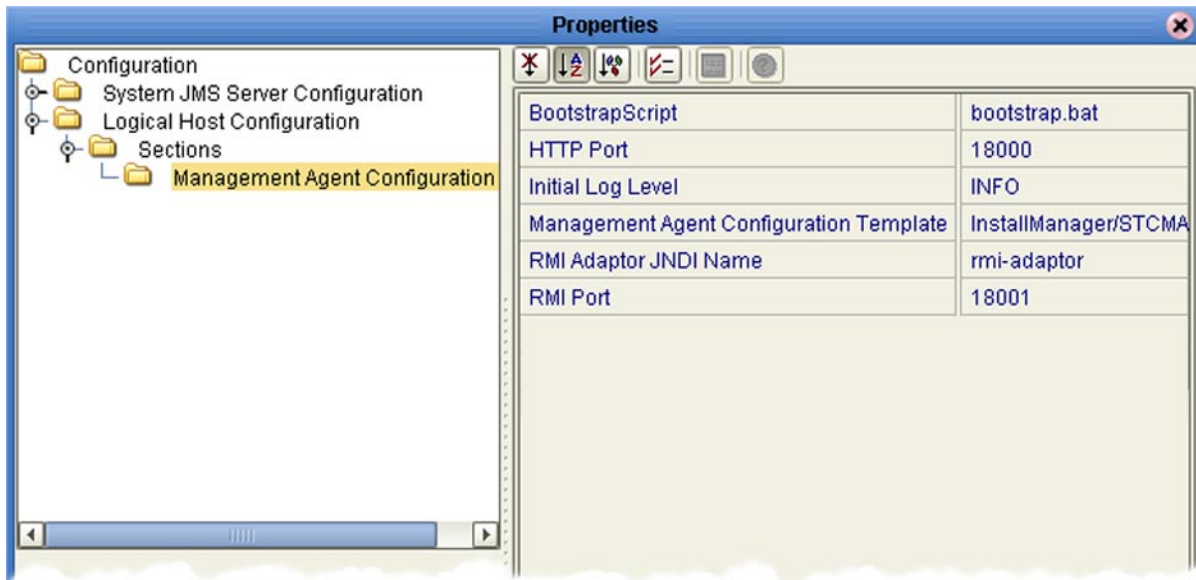 Properties
Configuration
System JMS Server Configuration
Logical Host Configuration
Sections
Management Agent Configuration
BootstrapScript bootstrap.bat
HTTP Port 18000
Initial Log Level INFO
Management Agent Configuration Template InstallManager/STCMA
RMI Adaptor JNDI Name rmi-adaptor
RMI Port 18001